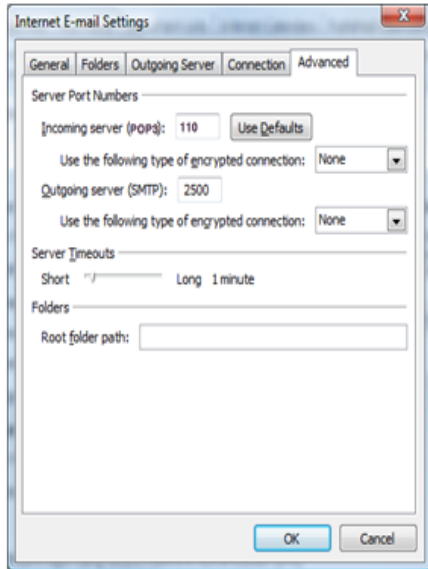 Internet E-mail Settings
X
General Folders Outgoing Server Connection Advanced
Server Port Numbers
Incoming server (POP3): 110 Use Defaults
Use the following type of encrypted connection: None
Outgoing server (SMTP): 2500
Use the following type of encrypted connection: None
Server Timeouts
Short Long 1 minute
Folders
Root folder path:
OK Cancel